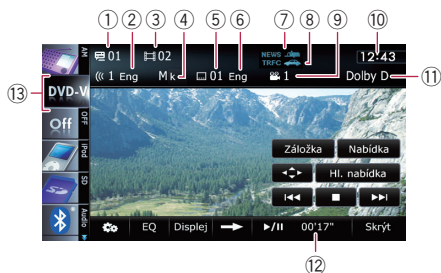 ① ② ③ ④ ⑤ ⑥ ⑦ ⑧ ⑨ ⑩
01 02 NEWS 12:43
1 Eng Mk 01 Eng TRFC 1 Dolby D ⑪
⑬
AM
DVD-V
Off OFF
iPod
SD
Audio
Záložka Nabídka
Hl. nabídka
EQ Displej 00'17" Skrýt
⑫